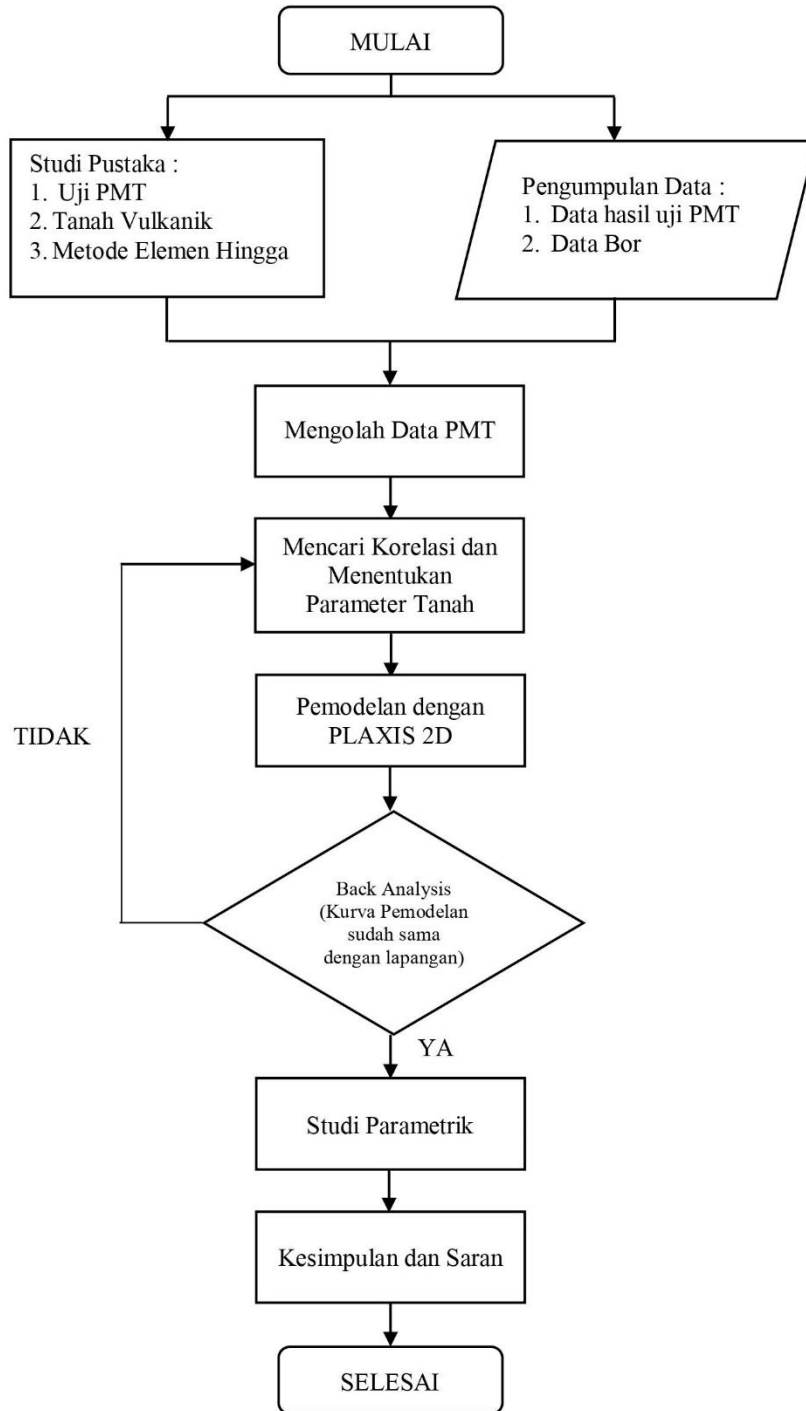 MULAI
Studi Pustaka :
1. Uji PMT
2. Tanah Vulkanik
3. Metode Elemen Hingga
Pengumpulan Data :
1. Data hasil uji PMT
2. Data Bor
Mengolah Data PMT
Mencari Korelasi dan
Menentukan
Parameter Tanah
Pemodelan dengan
PLAXIS 2D
TIDAK
Back Analysis
(Kurva Pemodelan
sudah sama
dengan lapangan)
YA
Studi Parametrik
Kesimpulan dan Saran
SELESAI